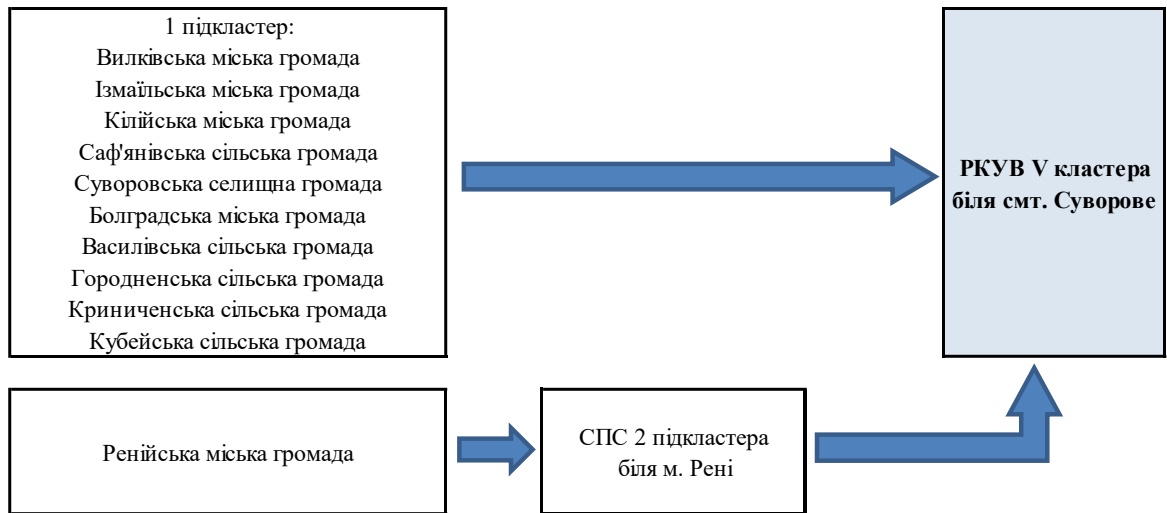 1 підкластер:
Вилківська міська громада
Ізмаїльська міська громада
Кілійська міська громада
Саф'янівська сільська громада
Суворовська селищна громада
Болградська міська громада
Василівська сільська громада
Городненська сільська громада
Криниченська сільська громада
Кубейська сільська громада
РКУВ V кластера
біля смт. Суворове
Ренійська міська громада
СПС 2 підкластера
біля м. Рені